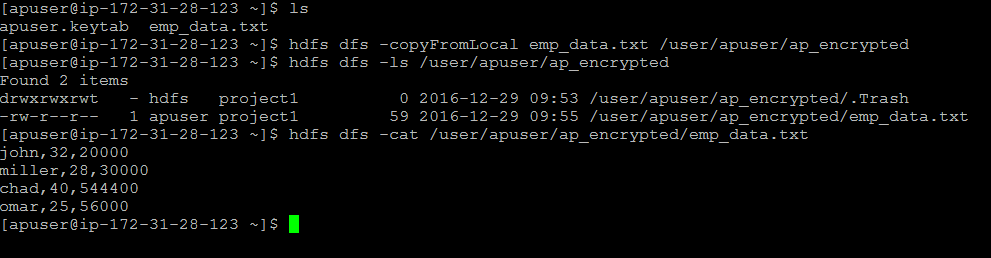 [apuser@ip-172-31-28-123 ~]$ ls
apuser.keytab  emp_data.txt
[apuser@ip-172-31-28-123 ~]$ hdfs dfs -copyFromLocal emp_data.txt /user/apuser/ap_encrypted
[apuser@ip-172-31-28-123 ~]$ hdfs dfs -ls /user/apuser/ap_encrypted
Found 2 items
drwxrwxrwt   - hdfs   project1          0 2016-12-29 09:53 /user/apuser/ap_encrypted/.Trash
-rw-r--r--   1 apuser project1         59 2016-12-29 09:55 /user/apuser/ap_encrypted/emp_data.txt
[apuser@ip-172-31-28-123 ~]$ hdfs dfs -cat /user/apuser/ap_encrypted/emp_data.txt
john,32,20000
miller,28,30000
chad,40,544400
omar,25,56000
[apuser@ip-172-31-28-123 ~]$